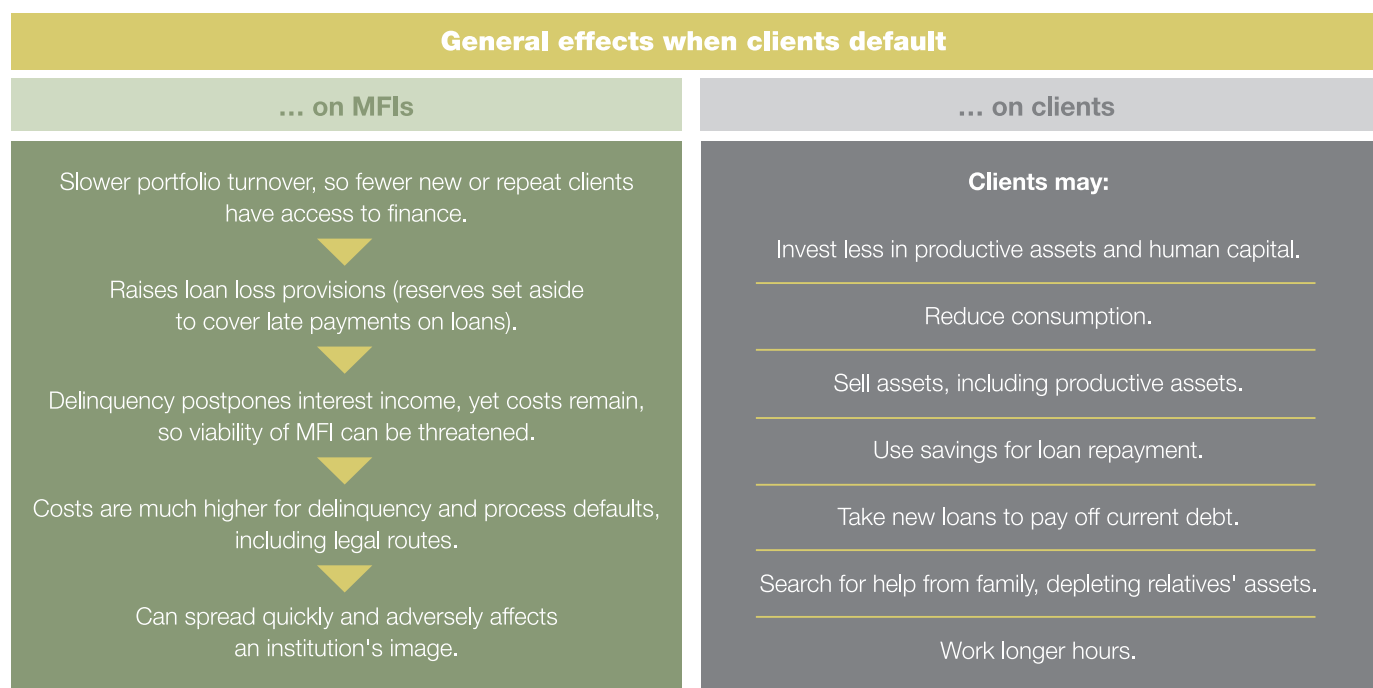 General effects when clients default
... on MFIs
Slower portfolio turnover, so fewer new or repeat clients
have access to finance.
Raises loan loss provisions (reserves set aside
to cover late payments on loans).
Delinquency postpones interest income, yet costs remain,
so viability of MFI can be threatened.
Costs are much higher for delinquency and process defaults,
including legal routes.
Can spread quickly and adversely affects
an institution's image.
... on clients
Clients may:
Invest less in productive assets and human capital.
Reduce consumption.
Sell assets, including productive assets.
Use savings for loan repayment.
Take new loans to pay off current debt.
Search for help from family, depleting relatives' assets.
Work longer hours.